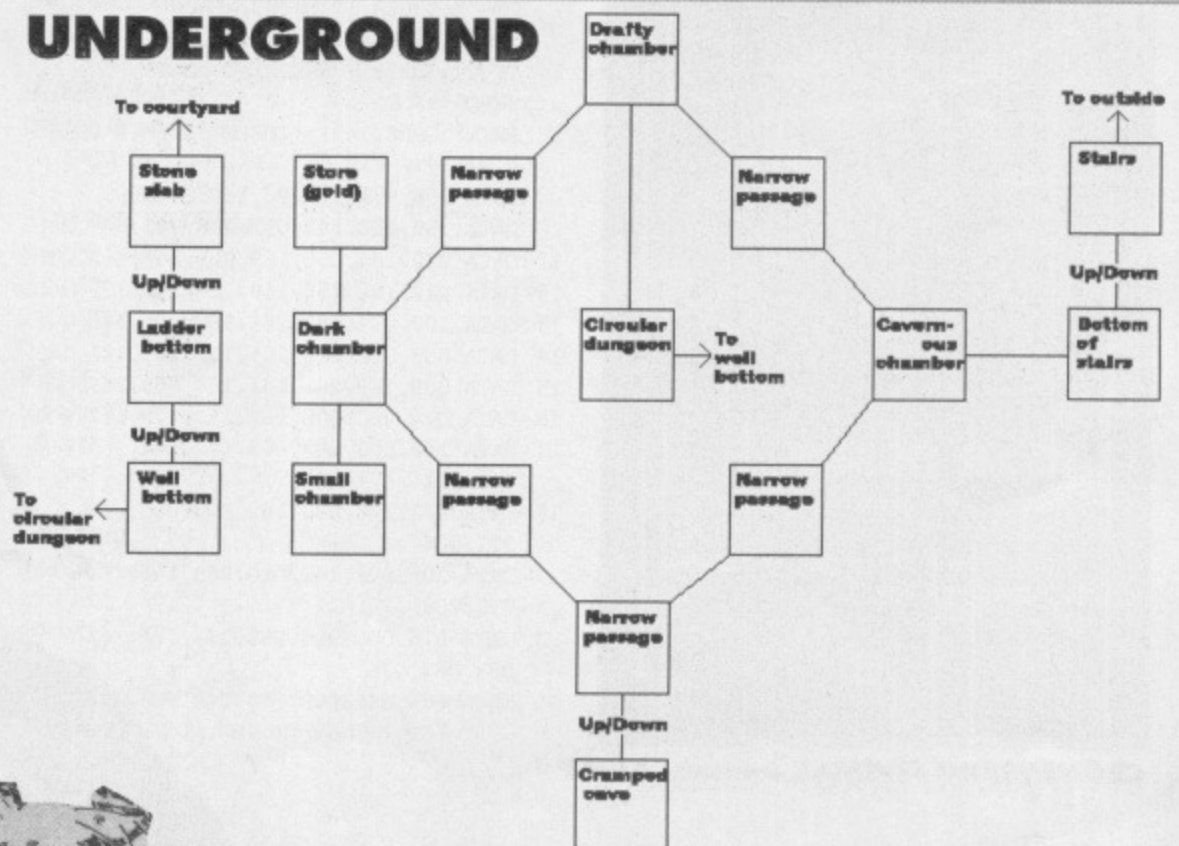 UNDERGROUND
Drafty
chamber
To courtyard
To outside
Stone
slab
Store
(gold)
Narrow
passage
Narrow
passage
Stairs
Up/Down
Up/Down
Ladder
bottom
Dark
chamber
Circular
dungeon
To
well
bottom
Cavern-
ous
chamber
Bottom
of
stairs
Up/Down
Well
bottom
Small
chamber
Narrow
passage
Narrow
passage
To
circular
dungeon
Narrow
passage
Up/Down
Cramped
cave